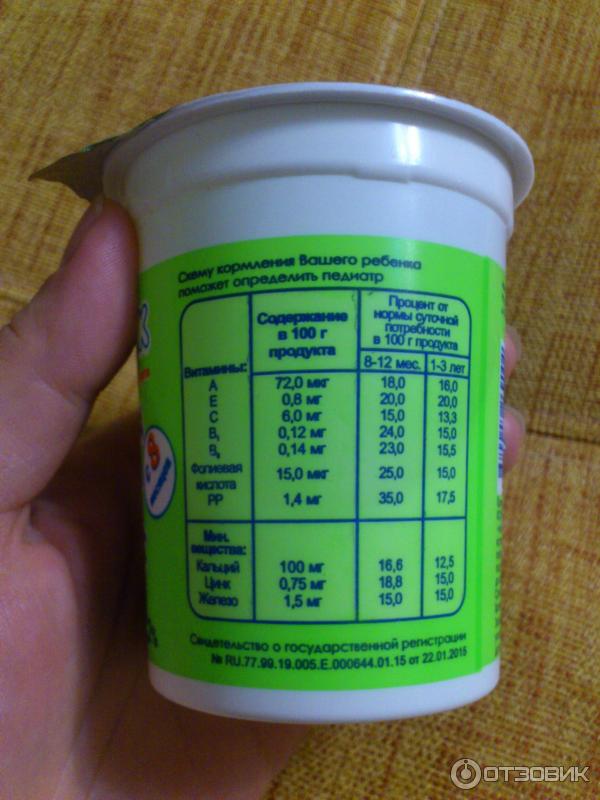 Схему кормления Вашего ребенка
поможет определить педиатр
Витамины:
Содержание
в 100 г
продукта
Процент от
нормы суточной
потребности
в 100 г продукта
8-12 мес. 1-3 лет
A 72,0 мкг 18,0 16,0
E 0,8 мг 20,0 20,0
C 6,0 мг 15,0 13,3
B₁ 0,12 мг 24,0 15,0
B₆ 0,14 мг 23,0 15,5
Фолиевая
кислота 15,0 мкг 25,0 15,0
PP 1,4 мг 35,0 17,5
Мин.
вещества:
Кальций 100 мг 16,6 12,5
Цинк 0,75 мг 18,8 15,0
Железо 1,5 мг 15,0 15,0
Свидетельство о государственной регистрации
№ RU.77.99.19.005.Е.000644.01.15 от 22.01.2015
ОТЗОВИК